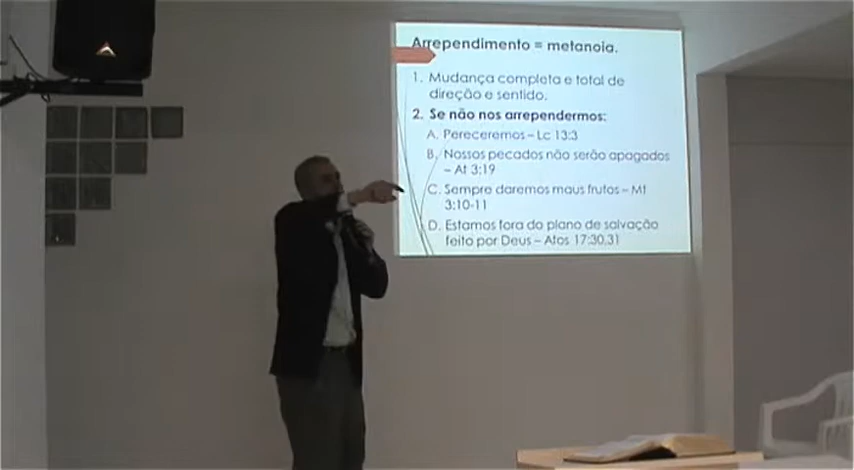 Arrependimento = metanoia.
1. Mudança completa e total de
direção e sentido.
2. Se não nos arrependermos:
A. Pereceremos – Lc 13:3
B. Nossos pecados não serão apagados
– At 3:19
C. Sempre daremos maus frutos – Mt
3:10-11
D. Estamos fora do plano de salvação
feito por Deus – Atos 17:30,31